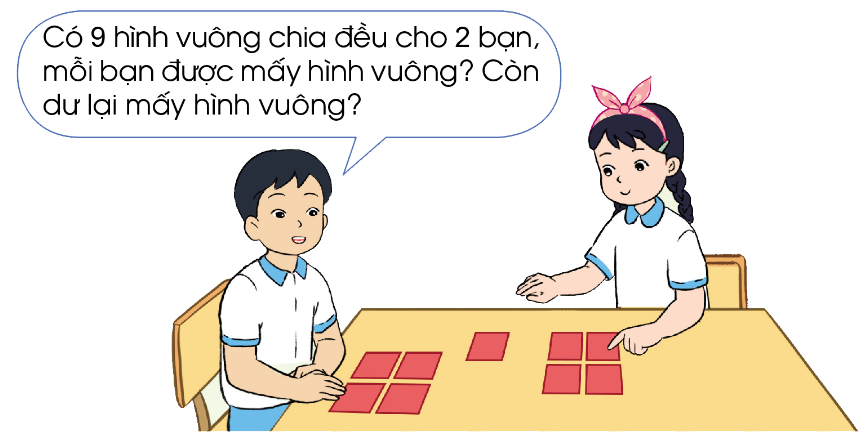 Có 9 hình vuông chia đều cho 2 bạn,
mỗi bạn được mấy hình vuông? Còn
dư lại mấy hình vuông?